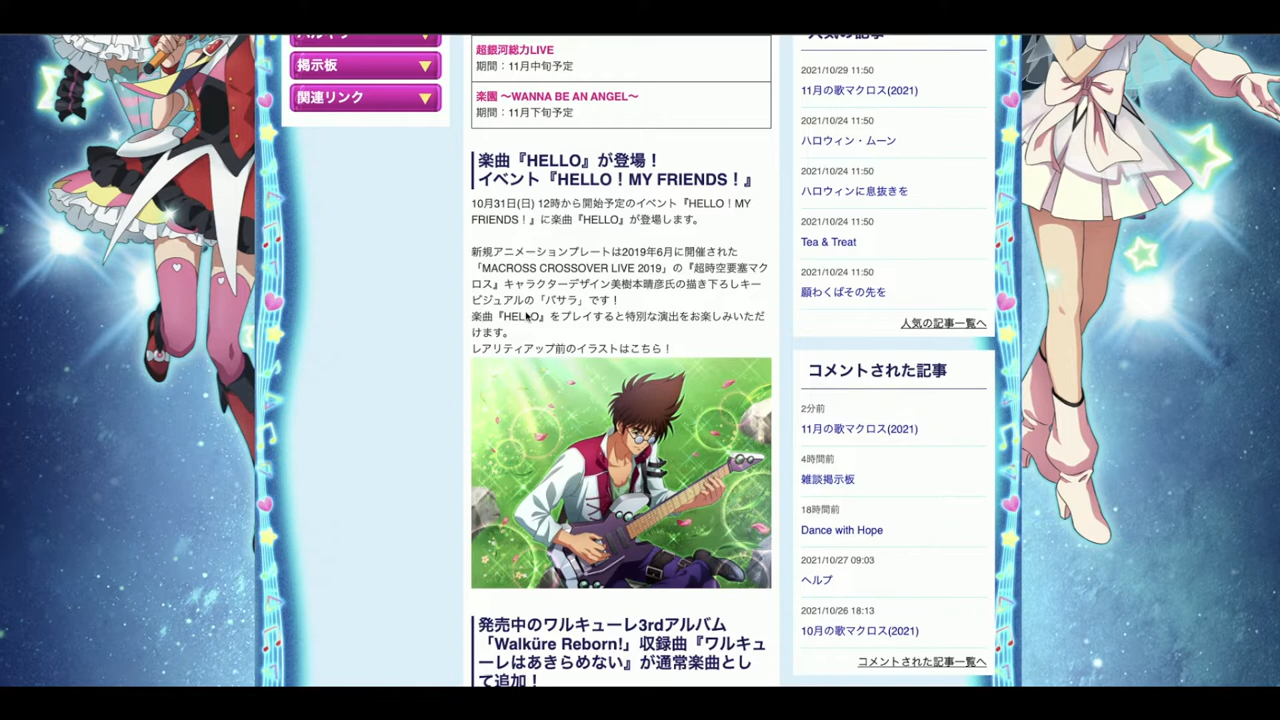 掲示板
関連リンク
超銀河総力LIVE
期間：11月中旬予定
楽園 ～WANNA BE AN ANGEL～
期間：11月下旬予定
楽曲『HELLO』が登場！
イベント『HELLO！MY FRIENDS！』
10月31日(日) 12時から開始予定のイベント『HELLO！MY
FRIENDS！』に楽曲『HELLO』が登場します。
新規アニメーションプレートは2019年6月に開催された
「MACROSS CROSSOVER LIVE 2019」の『超時空要塞マク
ロス』キャラクターデザイン美樹本晴彦氏の描き下ろしキー
ビジュアルの「バサラ」です！
楽曲『HELLO』をプレイすると特別な演出をお楽しみいただ
けます。
レアリティアップ前のイラストはこちら！
発売中のワルキューレ3rdアルバム
「Walküre Reborn!」収録曲『ワルキュ
ーレはあきらめない』が通常楽曲とし
て追加！
人気の記事
2021/10/29 11:50
11月の歌マクロス(2021)
2021/10/24 11:50
ハロウィン・ムーン
2021/10/24 11:50
ハロウィンに息抜きを
2021/10/24 11:50
Tea & Treat
2021/10/24 11:50
願わくばその先を
人気の記事一覧へ
コメントされた記事
2分前
11月の歌マクロス(2021)
4時間前
雑談掲示板
18時間前
Dance with Hope
2021/10/27 09:03
ヘルプ
2021/10/26 18:13
10月の歌マクロス(2021)
コメントされた記事一覧へ